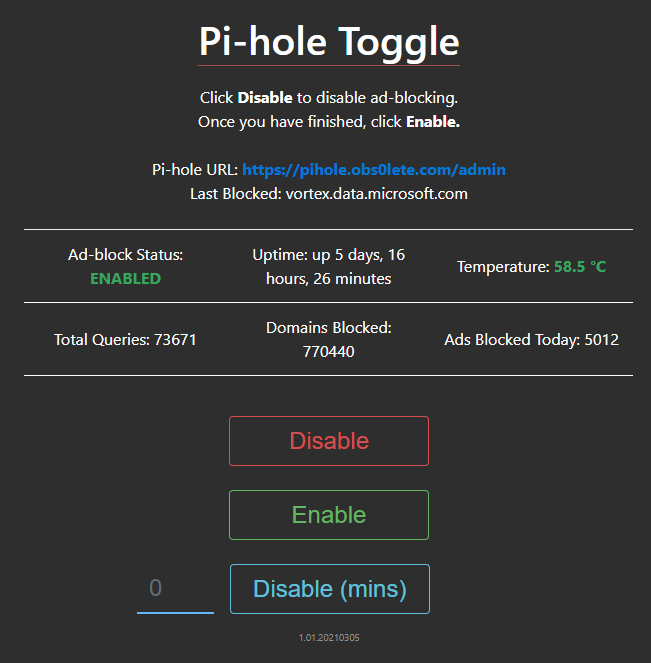 Pi-hole Toggle
Click Disable to disable ad-blocking.
Once you have finished, click Enable.
Pi-hole URL: https://pihole.obs0lete.com/admin
Last Blocked: vortex.data.microsoft.com
Ad-block Status:
ENABLED
Uptime: up 5 days, 16
hours, 26 minutes
Temperature: 58.5 °C
Total Queries: 73671
Domains Blocked:
770440
Ads Blocked Today: 5012
Disable
Enable
0
Disable (mins)
1.01.20210305